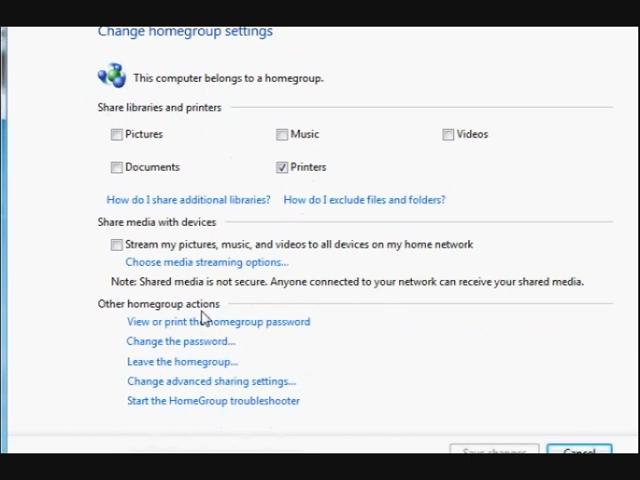 Change homegroup settings
This computer belongs to a homegroup.
Share libraries and printers
Pictures Music Videos
Documents Printers
How do I share additional libraries? How do I exclude files and folders?
Share media with devices
Stream my pictures, music, and videos to all devices on my home network
Choose media streaming options...
Note: Shared media is not secure. Anyone connected to your network can receive your shared media.
Other homegroup actions
View or print the homegroup password
Change the password...
Leave the homegroup...
Change advanced sharing settings...
Start the HomeGroup troubleshooter
Save changes Cancel